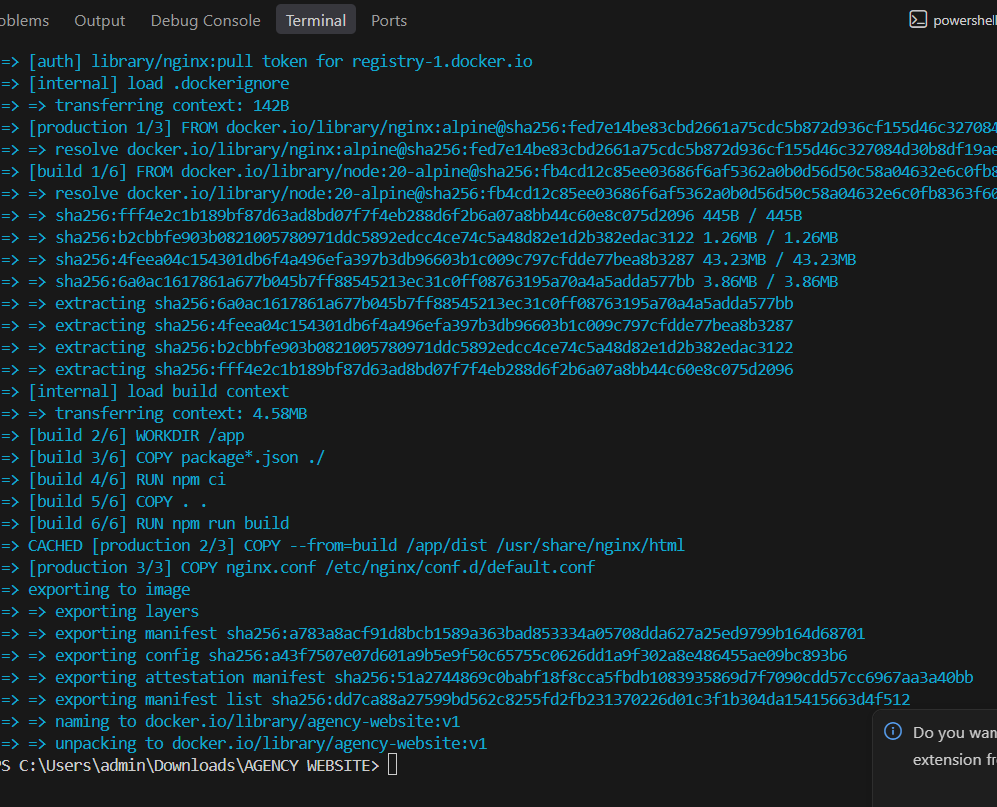 oblems Output Debug Console Terminal Ports powershell
=> [auth] library/nginx:pull token for registry-1.docker.io
=> [internal] load .dockerignore
=> => transferring context: 142B
=> [production 1/3] FROM docker.io/library/nginx:alpine@sha256:fed7e14be83cbd2661a75cdc5b872d936cf155d46c327084
=> => resolve docker.io/library/nginx:alpine@sha256:fed7e14be83cbd2661a75cdc5b872d936cf155d46c327084d30b8df19ae
=> [build 1/6] FROM docker.io/library/node:20-alpine@sha256:fb4cd12c85ee03686f6af5362a0b0d56d50c58a04632e6c0fb8
=> => resolve docker.io/library/node:20-alpine@sha256:fb4cd12c85ee03686f6af5362a0b0d56d50c58a04632e6c0fb8363f60
=> => sha256:fff4e2c1b189bf87d63ad8bd07f7f4eb288d6f2b6a07a8bb44c60e8c075d2096 445B / 445B
=> => sha256:b2cbbfe903b0821005780971ddc5892edcc4ce74c5a48d82e1d2b382edac3122 1.26MB / 1.26MB
=> => sha256:4feea04c154301db6f4a496efa397b3db96603b1c009c797cfdde77bea8b3287 43.23MB / 43.23MB
=> => sha256:6a0ac1617861a677b045b7ff88545213ec31c0ff08763195a70a4a5adda577bb 3.86MB / 3.86MB
=> => extracting sha256:6a0ac1617861a677b045b7ff88545213ec31c0ff08763195a70a4a5adda577bb
=> => extracting sha256:4feea04c154301db6f4a496efa397b3db96603b1c009c797cfdde77bea8b3287
=> => extracting sha256:b2cbbfe903b0821005780971ddc5892edcc4ce74c5a48d82e1d2b382edac3122
=> => extracting sha256:fff4e2c1b189bf87d63ad8bd07f7f4eb288d6f2b6a07a8bb44c60e8c075d2096
=> [internal] load build context
=> => transferring context: 4.58MB
=> [build 2/6] WORKDIR /app
=> [build 3/6] COPY package*.json ./
=> [build 4/6] RUN npm ci
=> [build 5/6] COPY . .
=> [build 6/6] RUN npm run build
=> CACHED [production 2/3] COPY --from=build /app/dist /usr/share/nginx/html
=> [production 3/3] COPY nginx.conf /etc/nginx/conf.d/default.conf
=> exporting to image
=> => exporting layers
=> => exporting manifest sha256:a783a8acf91d8bcb1589a363bad853334a05708dda627a25ed9799b164d68701
=> => exporting config sha256:a43f7507e07d601a9b5e9f50c65755c0626dd1a9f302a8e486455ae09bc893b6
=> => exporting attestation manifest sha256:51a2744869c0babf18f8cca5fbdb1083935869d7f7090cdd57cc6967aa3a40bb
=> => exporting manifest list sha256:dd7ca88a27599bd562c8255fd2fb231370226d01c3f1b304da15415663d4f512
=> => naming to docker.io/library/agency-website:v1
=> => unpacking to docker.io/library/agency-website:v1
PS C:\Users\admin\Downloads\AGENCY WEBSITE>
Do you wan
extension fr